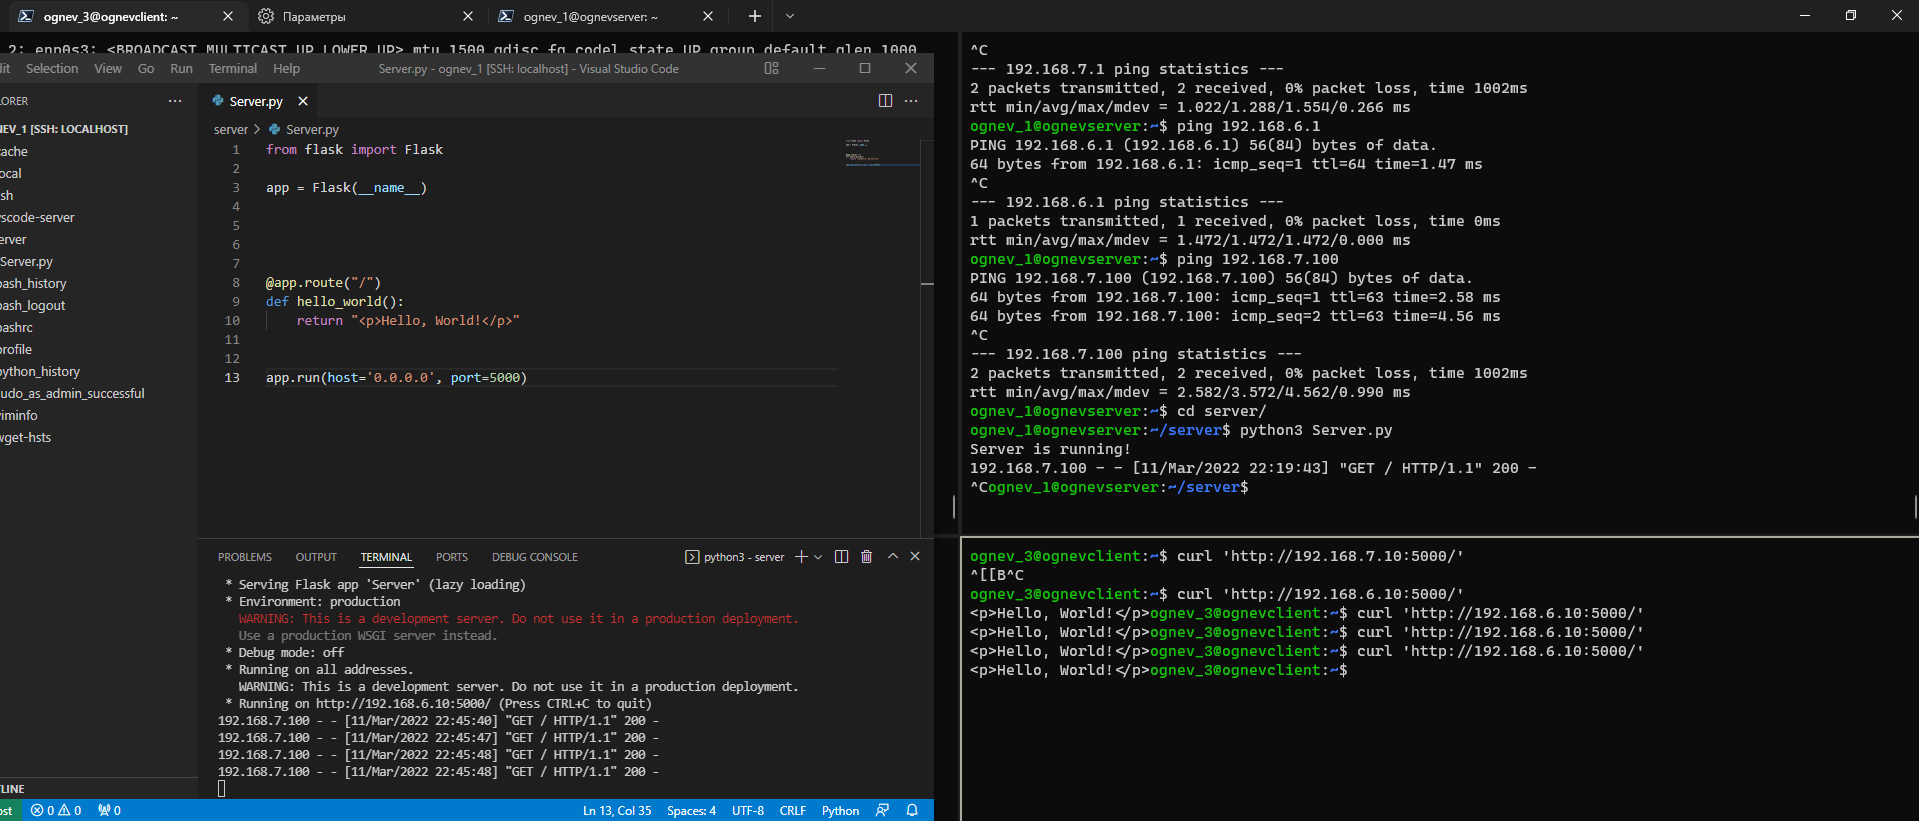 ognev_3@ognevclient: ~
Параметры
ognev_1@ognevserver: ~
2: enp0s3: <BROADCAST,MULTICAST,UP,LOWER_UP> mtu 1500 qdisc fq_codel state UP group default qlen 1000
dit Selection View Go Run Terminal Help
Server.py - ognev_1 [SSH: localhost] - Visual Studio Code
LORER
NEV_1 [SSH: LOCALHOST]
ache
ocal
sh
vscode-server
erver
Server.py
bash_history
bash_logout
bashrc
profile
python_history
udo_as_admin_successful
viminfo
wget-hsts
TLINE
Server.py
server > Server.py
1 from flask import Flask
2
3 app = Flask(__name__)
4
5
6
7
8 @app.route("/")
9 def hello_world():
10     return "<p>Hello, World!</p>"
11
12
13 app.run(host='0.0.0.0', port=5000)
PROBLEMS OUTPUT TERMINAL PORTS DEBUG CONSOLE
python3 - server
* Serving Flask app 'Server' (lazy loading)
* Environment: production
WARNING: This is a development server. Do not use it in a production deployment.
Use a production WSGI server instead.
* Debug mode: off
* Running on all addresses.
WARNING: This is a development server. Do not use it in a production deployment.
* Running on http://192.168.6.10:5000/ (Press CTRL+C to quit)
192.168.7.100 - - [11/Mar/2022 22:45:40] "GET / HTTP/1.1" 200 -
192.168.7.100 - - [11/Mar/2022 22:45:47] "GET / HTTP/1.1" 200 -
192.168.7.100 - - [11/Mar/2022 22:45:48] "GET / HTTP/1.1" 200 -
192.168.7.100 - - [11/Mar/2022 22:45:48] "GET / HTTP/1.1" 200 -
ost 0 0 0
Ln 13, Col 35 Spaces: 4 UTF-8 CRLF Python
^C
--- 192.168.7.1 ping statistics ---
2 packets transmitted, 2 received, 0% packet loss, time 1002ms
rtt min/avg/max/mdev = 1.022/1.288/1.554/0.266 ms
ognev_1@ognevserver:~$ ping 192.168.6.1
PING 192.168.6.1 (192.168.6.1) 56(84) bytes of data.
64 bytes from 192.168.6.1: icmp_seq=1 ttl=64 time=1.47 ms
^C
--- 192.168.6.1 ping statistics ---
1 packets transmitted, 1 received, 0% packet loss, time 0ms
rtt min/avg/max/mdev = 1.472/1.472/1.472/0.000 ms
ognev_1@ognevserver:~$ ping 192.168.7.100
PING 192.168.7.100 (192.168.7.100) 56(84) bytes of data.
64 bytes from 192.168.7.100: icmp_seq=1 ttl=63 time=2.58 ms
64 bytes from 192.168.7.100: icmp_seq=2 ttl=63 time=4.56 ms
^C
--- 192.168.7.100 ping statistics ---
2 packets transmitted, 2 received, 0% packet loss, time 1002ms
rtt min/avg/max/mdev = 2.582/3.572/4.562/0.990 ms
ognev_1@ognevserver:~$ cd server/
ognev_1@ognevserver:~/server$ python3 Server.py
Server is running!
192.168.7.100 - - [11/Mar/2022 22:19:43] "GET / HTTP/1.1" 200 -
^Cognev_1@ognevserver:~/server$
ognev_3@ognevclient:~$ curl 'http://192.168.7.10:5000/'
^[[B^C
ognev_3@ognevclient:~$ curl 'http://192.168.6.10:5000/'
<p>Hello, World!</p>ognev_3@ognevclient:~$ curl 'http://192.168.6.10:5000/'
<p>Hello, World!</p>ognev_3@ognevclient:~$ curl 'http://192.168.6.10:5000/'
<p>Hello, World!</p>ognev_3@ognevclient:~$ curl 'http://192.168.6.10:5000/'
<p>Hello, World!</p>ognev_3@ognevclient:~$